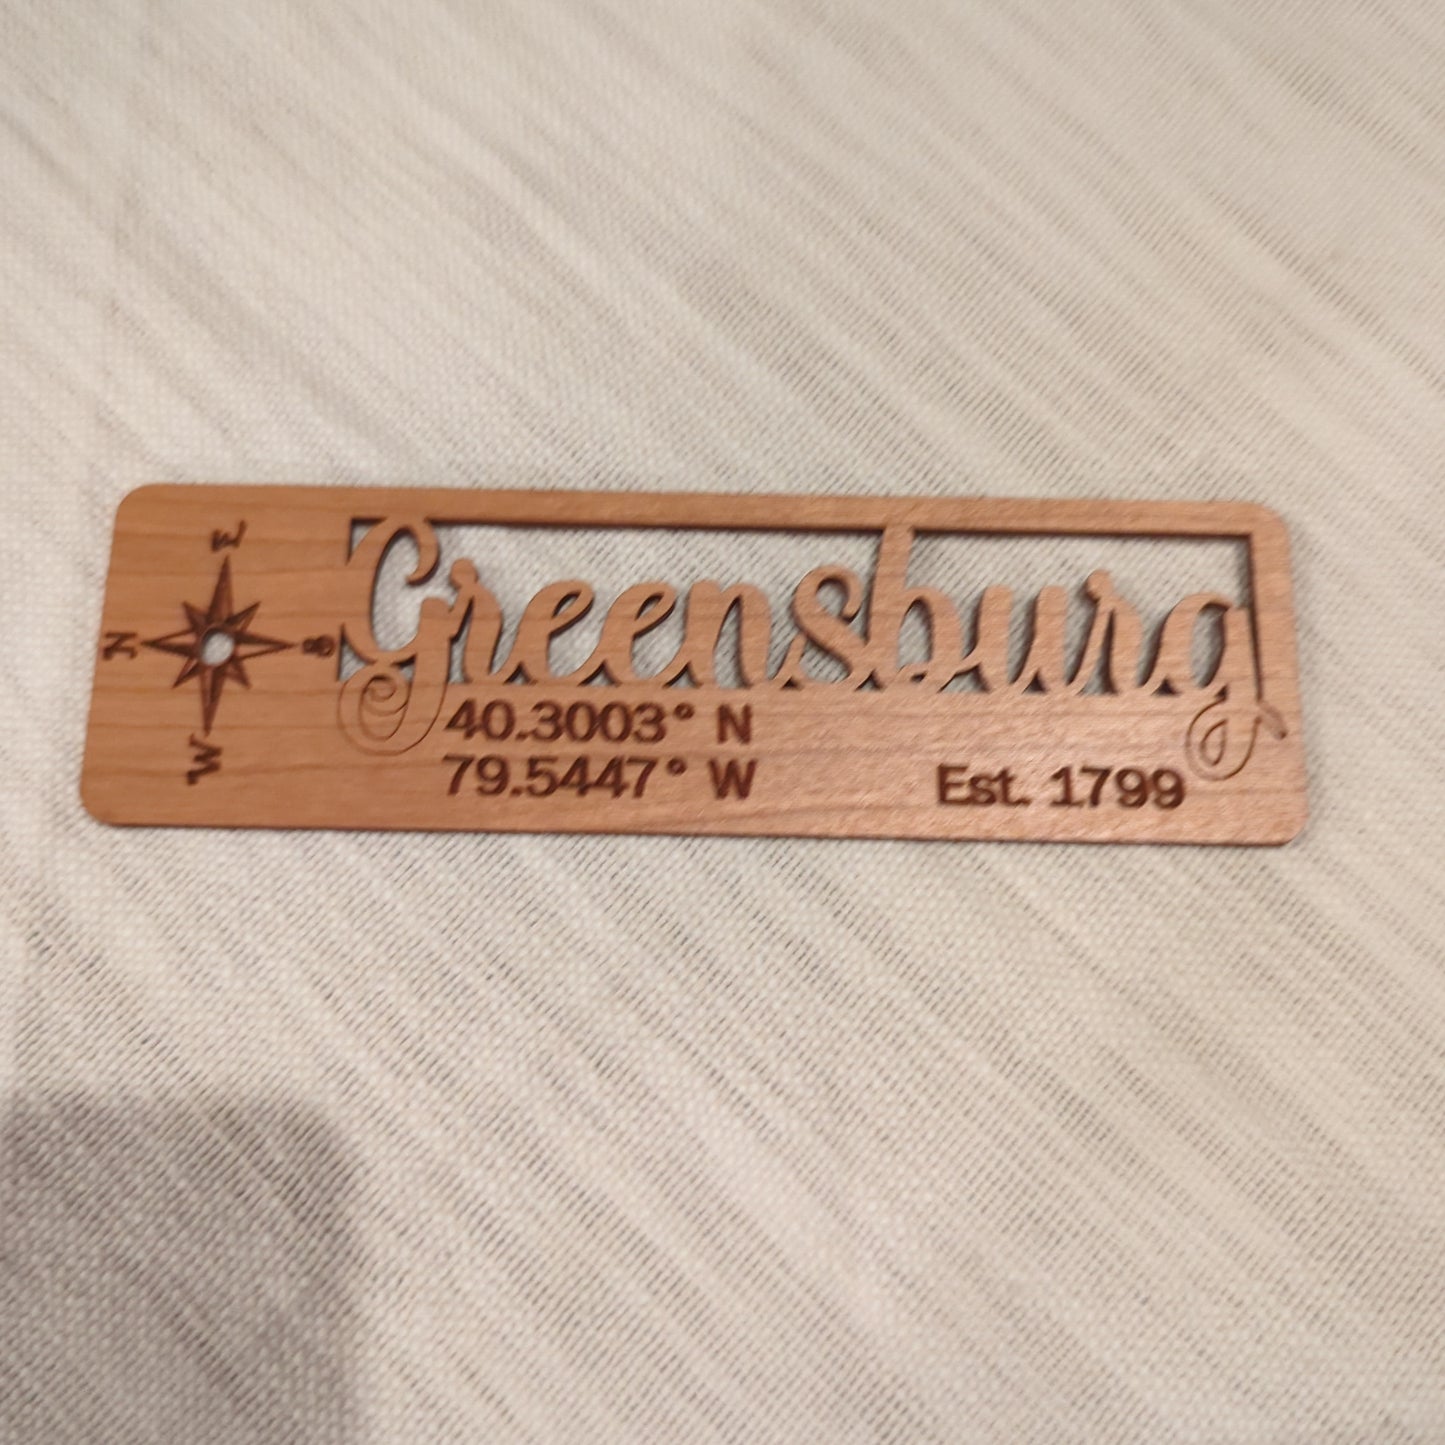 N
E
S
W
Greensburg
40.3003° N
79.5447° W
Est. 1799